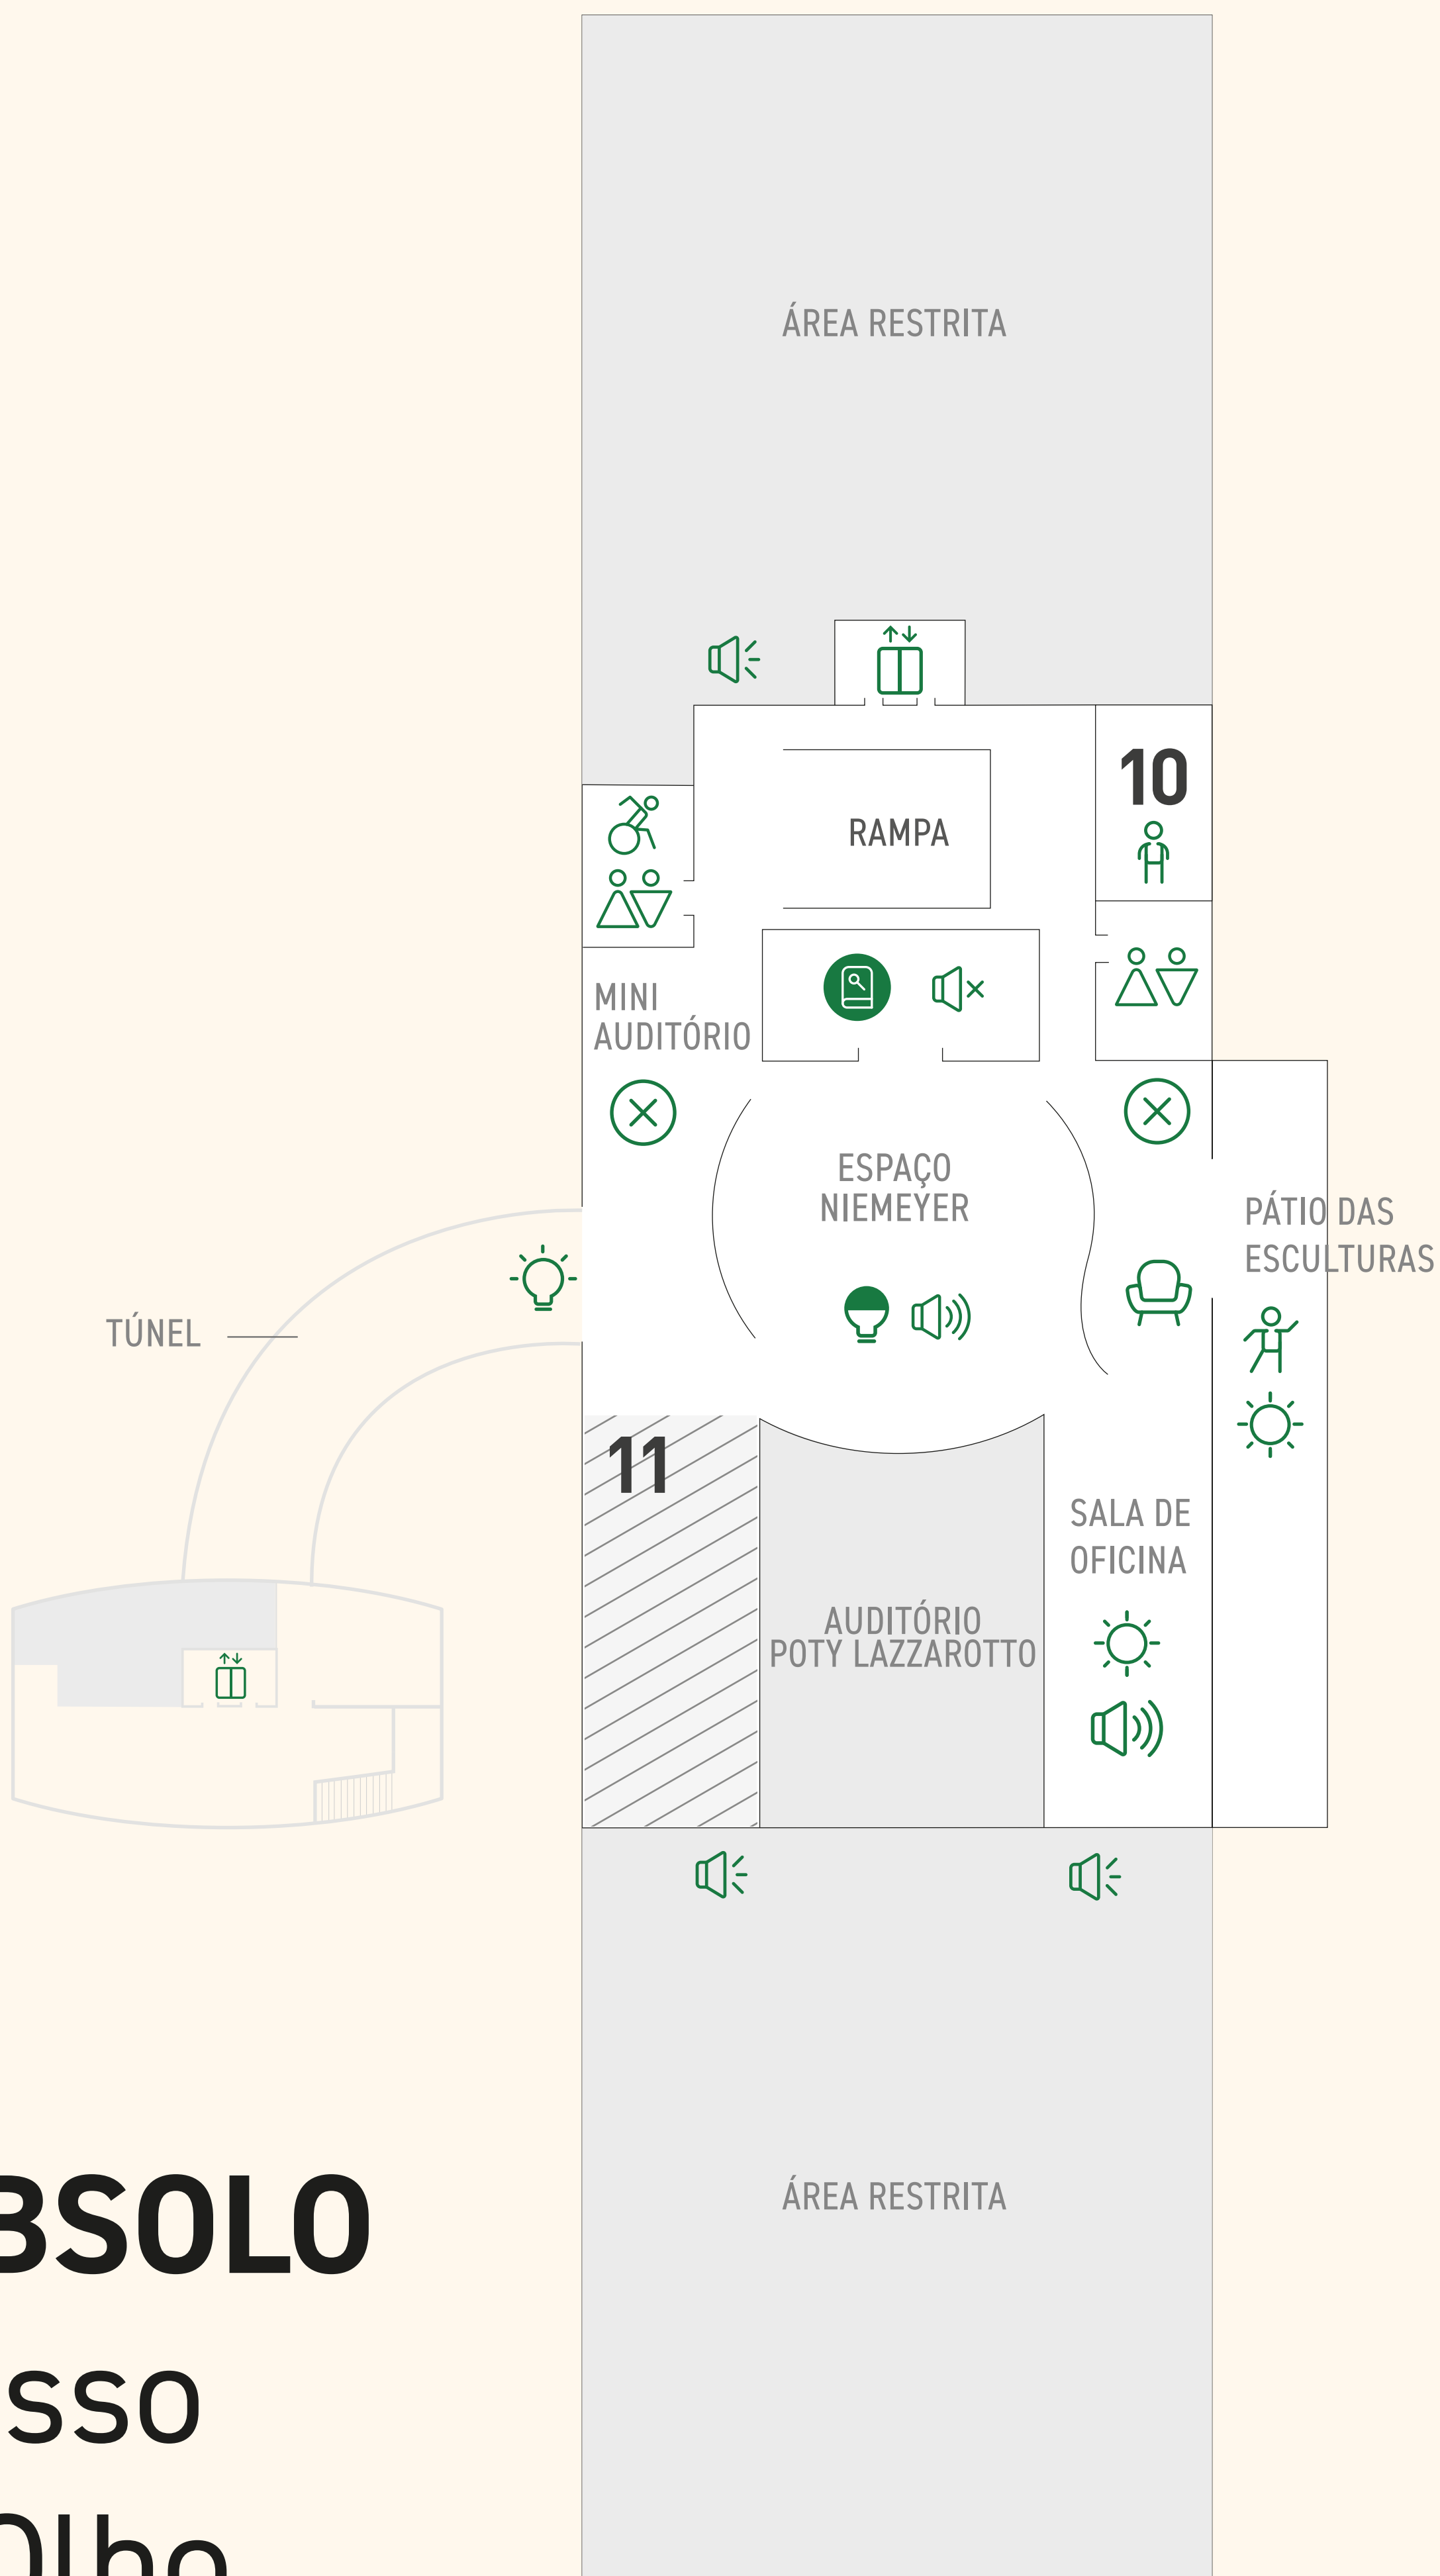 ÁREA RESTRITA
10
RAMPA
MINI
AUDITÓRIO
ESPAÇO
NIEMEYER
PÁTIO DAS
ESCULTURAS
TÚNEL
11
SALA DE
OFICINA
AUDITÓRIO
POTY LAZZAROTTO
ÁREA RESTRITA
BSOLO
sso
Olho